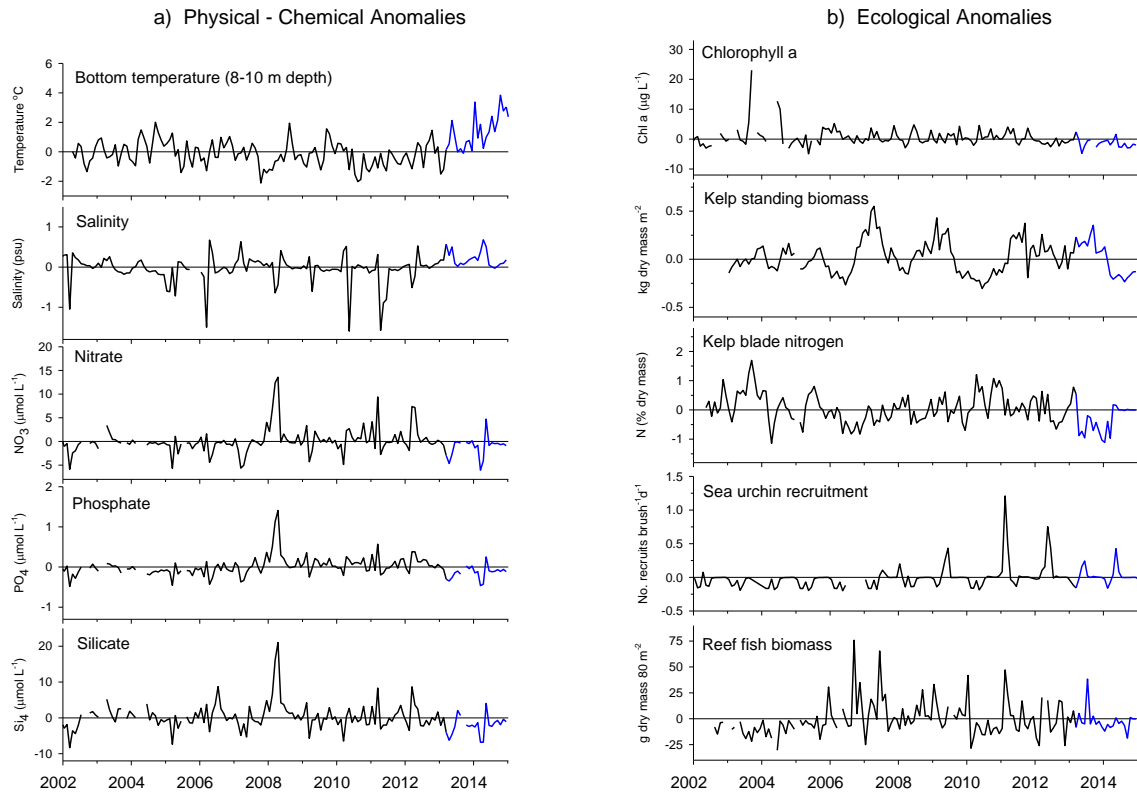 a) Physical - Chemical Anomalies
Bottom temperature (8-10 m depth)
Temperature ºC
6
4
2
0
-2
Salinity
Salinity (psu)
1
0
-1
Nitrate
NO3 (µmol L-1)
20
15
10
5
0
-5
Phosphate
PO4 (µmol L-1)
2
1
0
-1
Silicate
Si4 (µmol L-1)
20
10
0
-10
2002 2004 2006 2008 2010 2012 2014
b) Ecological Anomalies
Chlorophyll a
Chl a (µg L-1)
30
20
10
0
-10
Kelp standing biomass
kg dry mass m-2
0.5
0.0
-0.5
Kelp blade nitrogen
N (% dry mass)
2
1
0
-1
Sea urchin recruitment
No. recruits brush-1d-1
1.5
1.0
0.5
0.0
-0.5
Reef fish biomass
g dry mass 80 m-2
75
50
25
0
-25
2002 2004 2006 2008 2010 2012 2014